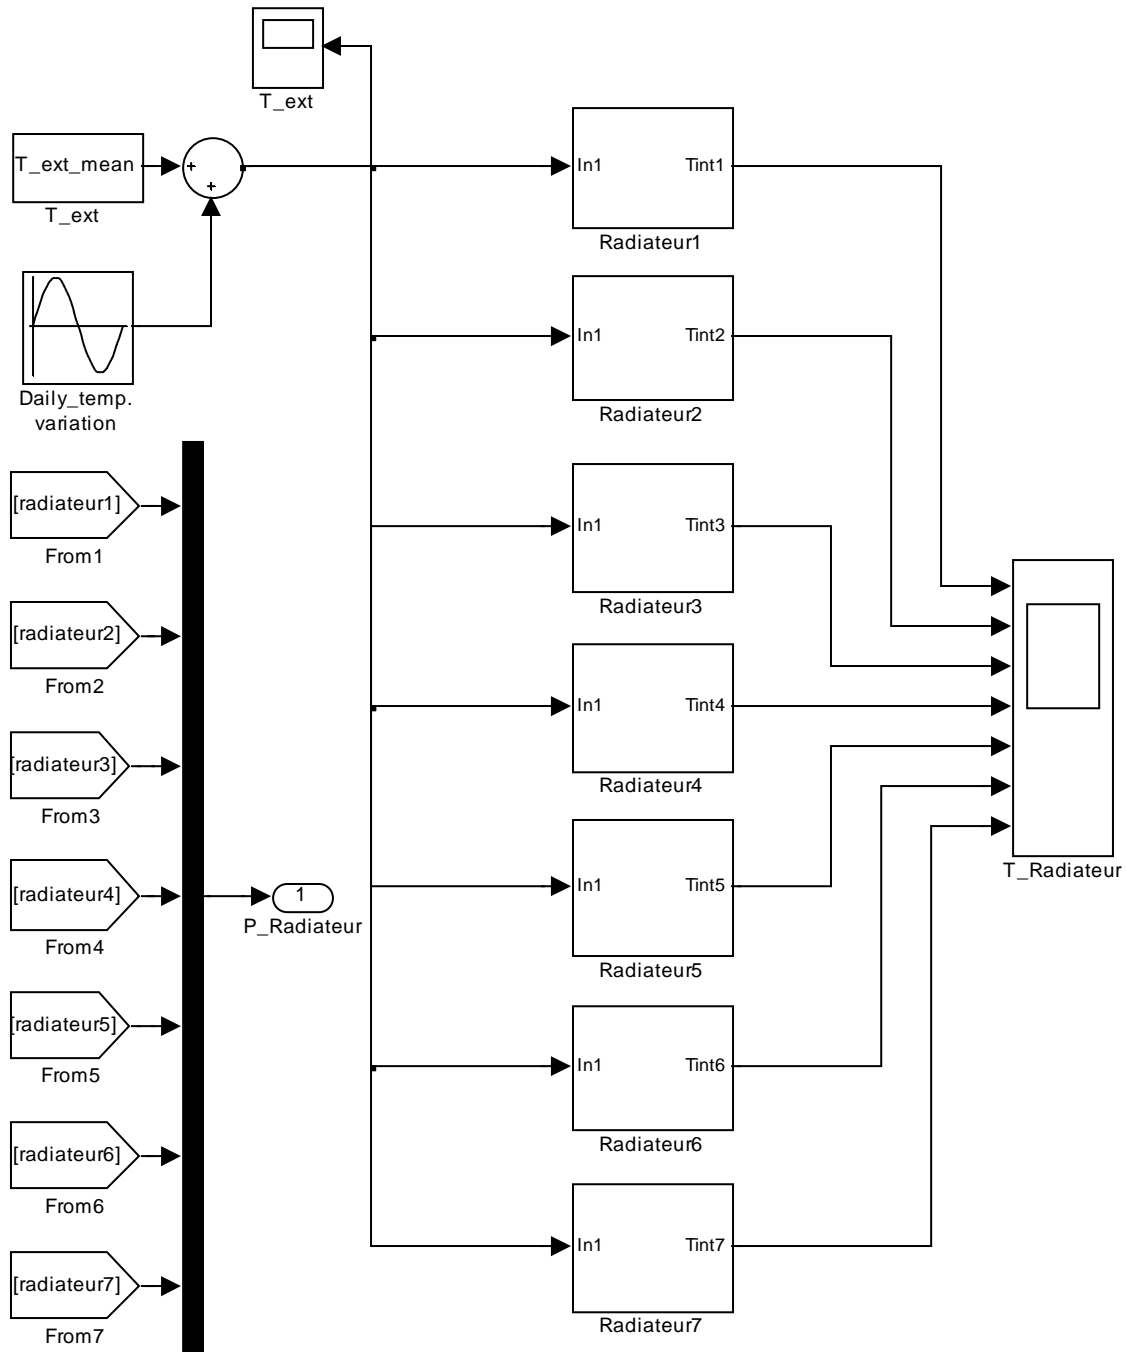 T_ext
T_ext_mean
+
+
T_ext
In1 Tint1
Radiateur1
Daily_temp.
variation
In1 Tint2
Radiateur2
[radiateur1]
From1
In1 Tint3
Radiateur3
[radiateur2]
From2
In1 Tint4
Radiateur4
[radiateur3]
From3
T_Radiateur
[radiateur4]
From4
1
P_Radiateur
In1 Tint5
Radiateur5
[radiateur5]
From5
In1 Tint6
Radiateur6
[radiateur6]
From6
In1 Tint7
Radiateur7
[radiateur7]
From7